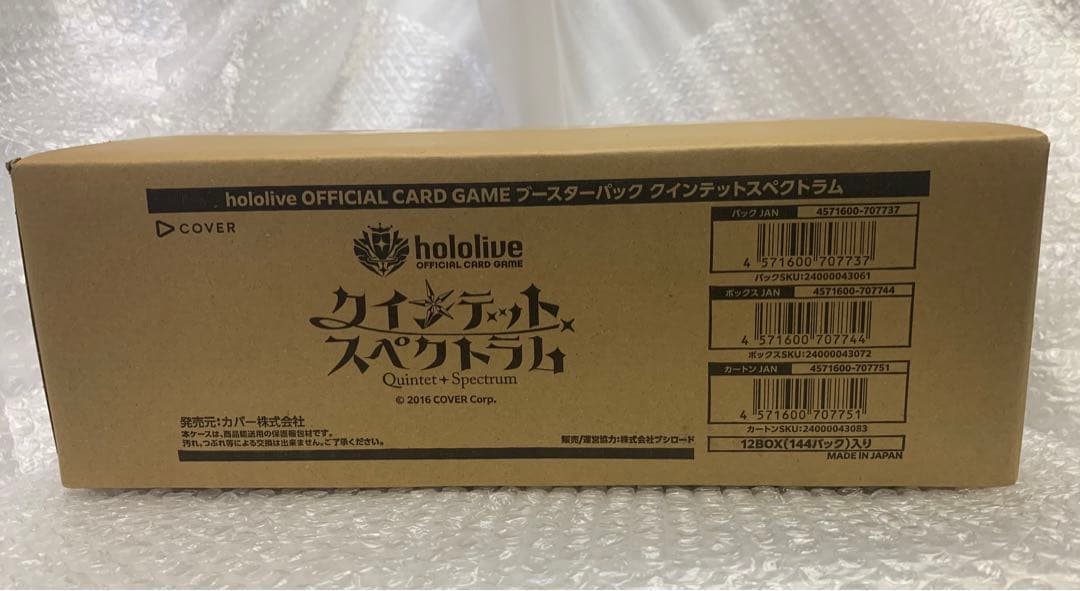 hololive OFFICIAL CARD GAME ブースターパック クインテットスペクトラム
COVER
hololive
OFFICIAL CARD GAME
クインテット
スペクトラム
Quintet Spectrum
© 2016 COVER Corp.
発売元:カバー株式会社
本ケースは、商品輸送用の保護梱包材です。
汚れ、つぶれ等による交換は出来ません。ご了承ください。
販売/運営協力:株式会社ブシロード
パック JAN 4571600-707737
4 571600 707737
パックSKU:24000043061
ボックス JAN 4571600-707744
4 571600 707744
ボックスSKU:24000043072
カートン JAN 4571600-707751
4 571600 707751
カートンSKU:24000043083
12BOX(144パック)入り
MADE IN JAPAN